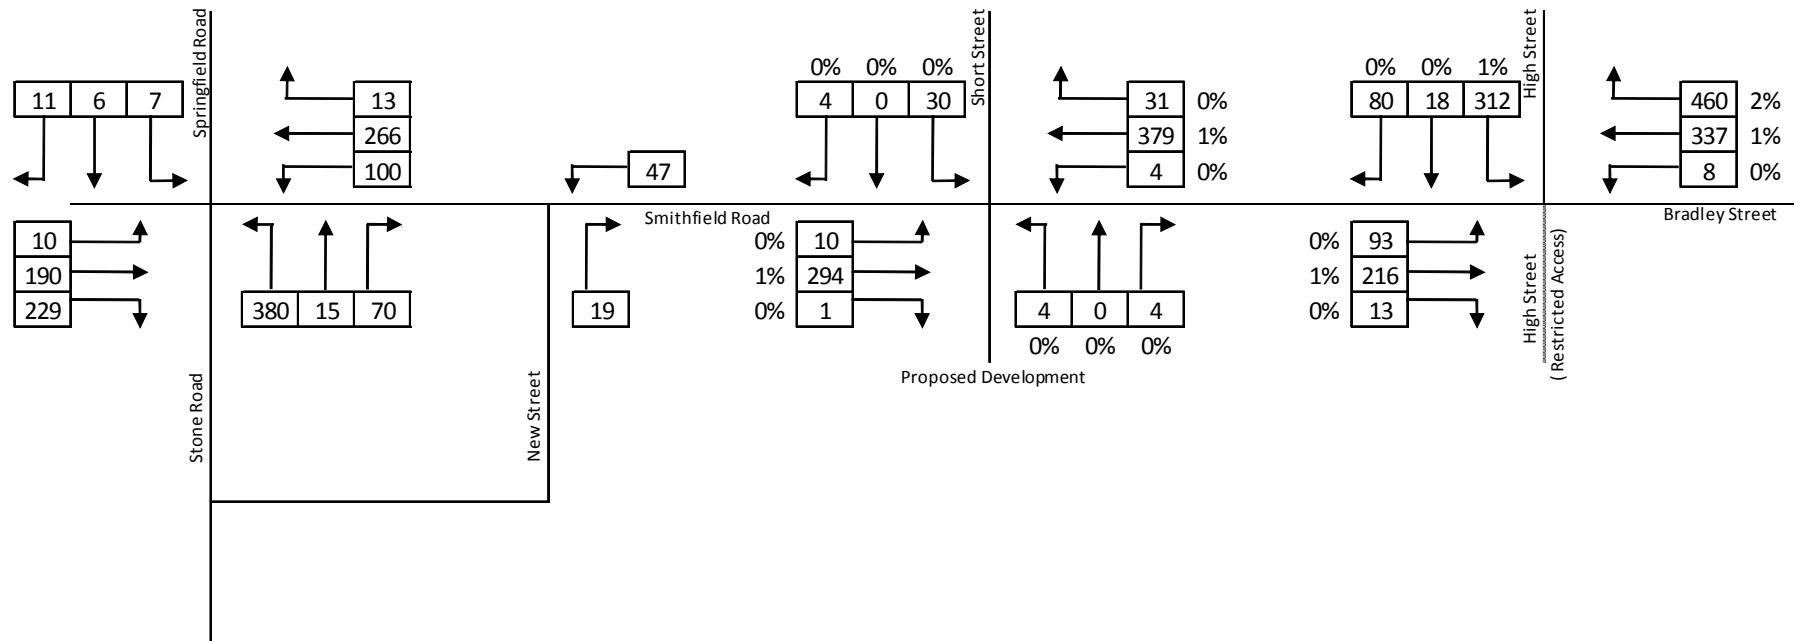 Springfield Road
Short Street
High Street
0% 0% 0%
0% 0% 1%
11 6 7
13
4 0 30
31 0%
80 18 312
460 2%
266
379 1%
337 1%
100
47
4 0%
8 0%
Smithfield Road
Bradley Street
10
0% 10
0% 93
190
1% 294
1% 216
229
380 15 70
19
0% 1
4 0 4
0% 13
0% 0% 0%
High Street
( Restricted Access)
Proposed Development
Stone Road
New Street